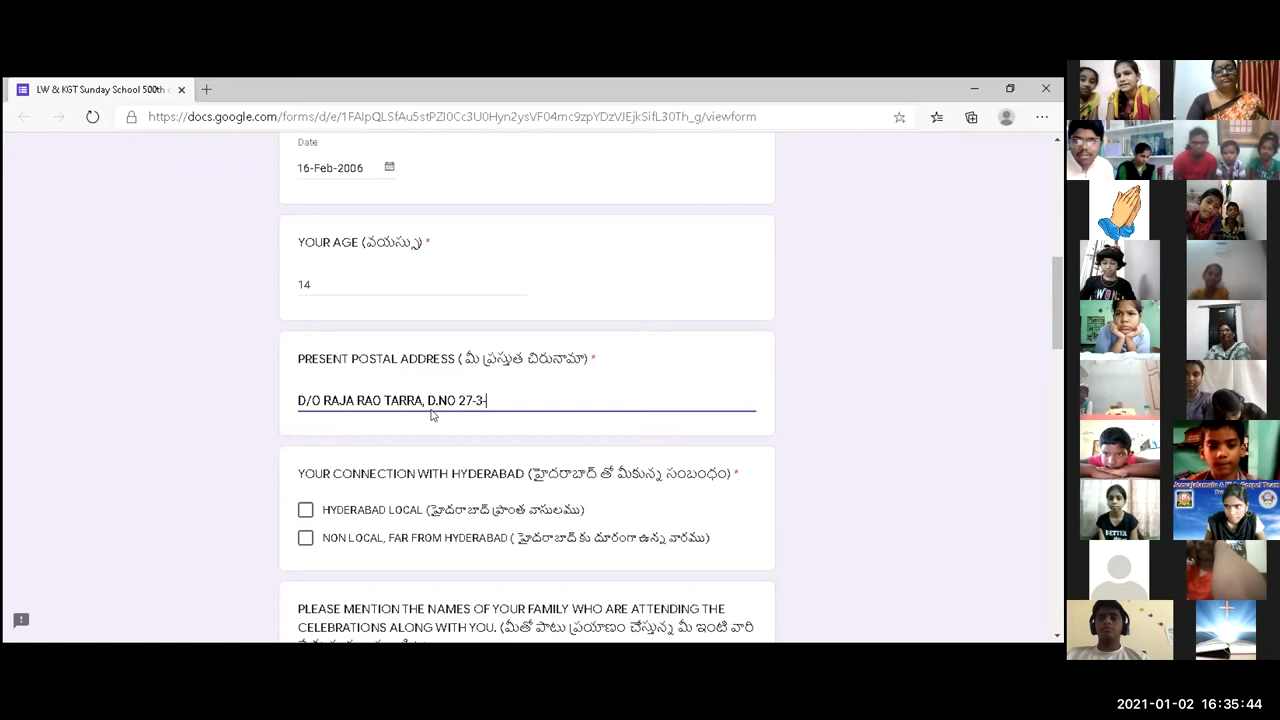 LW & KGT Sunday School 500th
https://docs.google.com/forms/d/e/1FAIpQLSfAu5stPZI0Cc3U0Hyn2ysVF04mc9zpYDzVJEjkSifL30Th_g/viewform
Date
16-Feb-2006
YOUR AGE (వయస్సు) *
14
PRESENT POSTAL ADDRESS ( మీ ప్రస్తుత చిరునామా) *
D/O RAJA RAO TARRA, D.NO 27-3-
YOUR CONNECTION WITH HYDERABAD (హైదరాబాద్ తో మీకున్న సంబంధం) *
HYDERABAD LOCAL (హైదరాబాద్ ప్రాంత వాసులము)
NON LOCAL, FAR FROM HYDERABAD ( హైదరాబాద్ కు దూరంగా ఉన్న వారము)
PLEASE MENTION THE NAMES OF YOUR FAMILY WHO ARE ATTENDING THE
CELEBRATIONS ALONG WITH YOU. (మీతో పాటు ప్రయాణం చేస్తున్న మీ ఇంటి వారి
2021-01-02 16:35:44